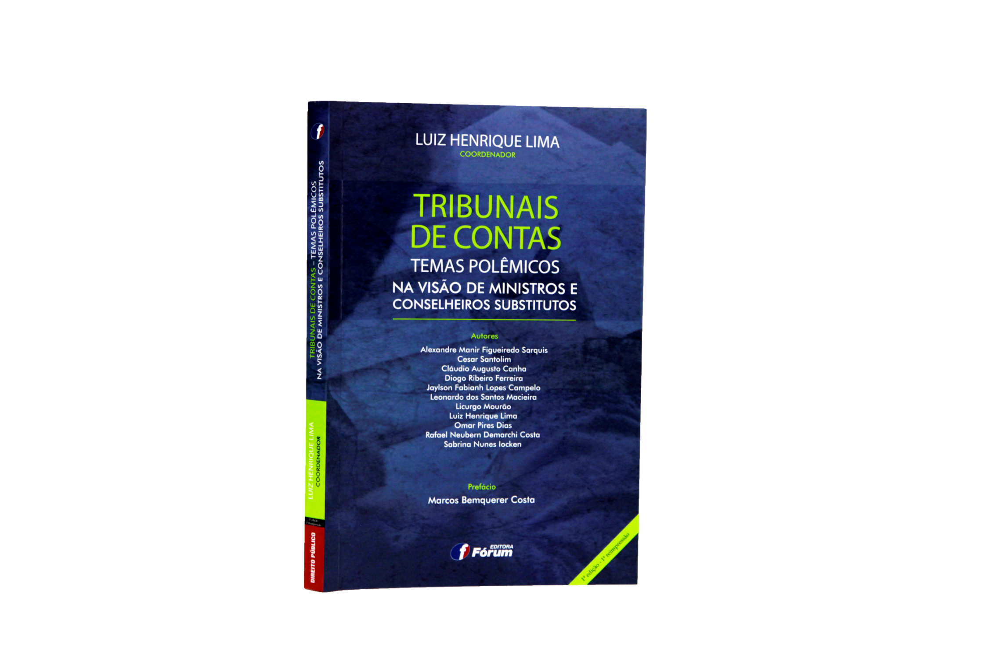 LUIZ HENRIQUE LIMA
COORDENADOR
TRIBUNAIS
DE CONTAS
TEMAS POLÊMICOS
NA VISÃO DE MINISTROS E
CONSELHEIROS SUBSTITUTOS
Autores
Alexandre Manir Figueiredo Sarquis
Cesar Santolim
Cláudio Augusto Canha
Diogo Ribeiro Ferreira
Jaylson Fabianh Lopes Campelo
Leonardo dos Santos Macieira
Licurgo Mourão
Luiz Henrique Lima
Omar Pires Dias
Rafael Neubern Demarchi Costa
Sabrina Nunes Iocken
Prefácio
Marcos Bemquerer Costa
f EDITORA
Fórum
1ª edição - 1ª reimpressão
f
TRIBUNAIS DE CONTAS – TEMAS POLÊMICOS
NA VISÃO DE MINISTROS E CONSELHEIROS SUBSTITUTOS
LUIZ HENRIQUE LIMA
COORDENADOR
1ª edição
1ª Reimpressão
DIREITO PÚBLICO